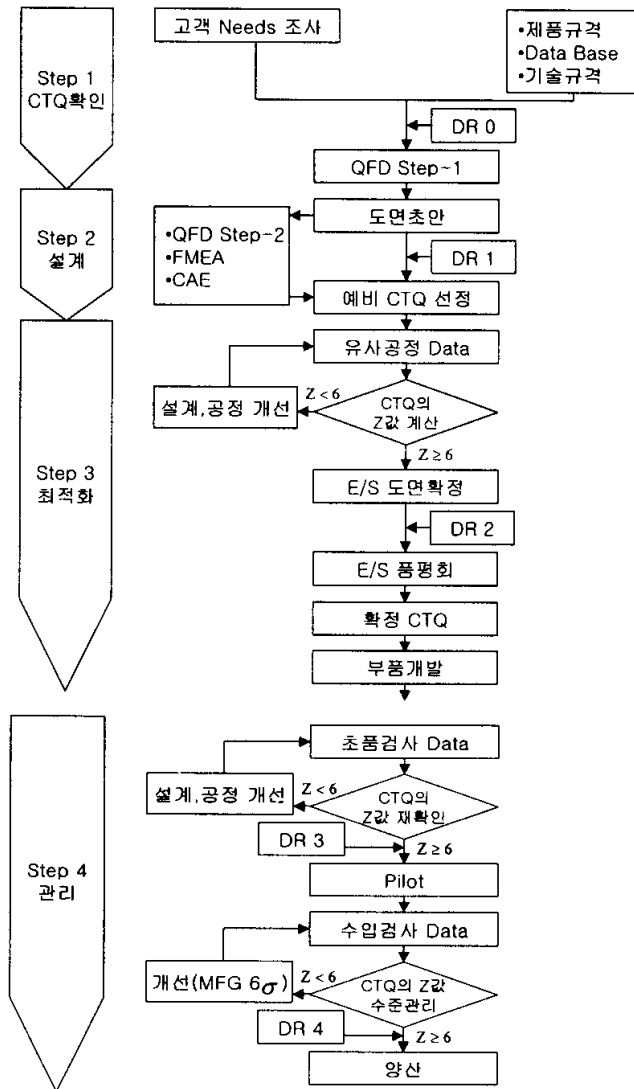 고객 Needs 조사
•제품규격
•Data Base
•기술규격
Step 1
CTQ확인
DR 0
QFD Step-1
Step 2
설계
도면초안
•QFD Step-2
•FMEA
•CAE
DR 1
예비 CTQ 선정
유사공정 Data
설계,공정 개선
Z<6
CTQ의
Z값 계산
Z≥6
Step 3
최적화
E/S 도면확정
DR 2
E/S 품평회
확정 CTQ
부품개발
초품검사 Data
설계,공정 개선
Z<6
CTQ의
Z값 재확인
DR 3
Z≥6
Step 4
관리
Pilot
수입검사 Data
개선(MFG 6σ)
Z<6
CTQ의 Z값
수준관리
DR 4
Z≥6
양산